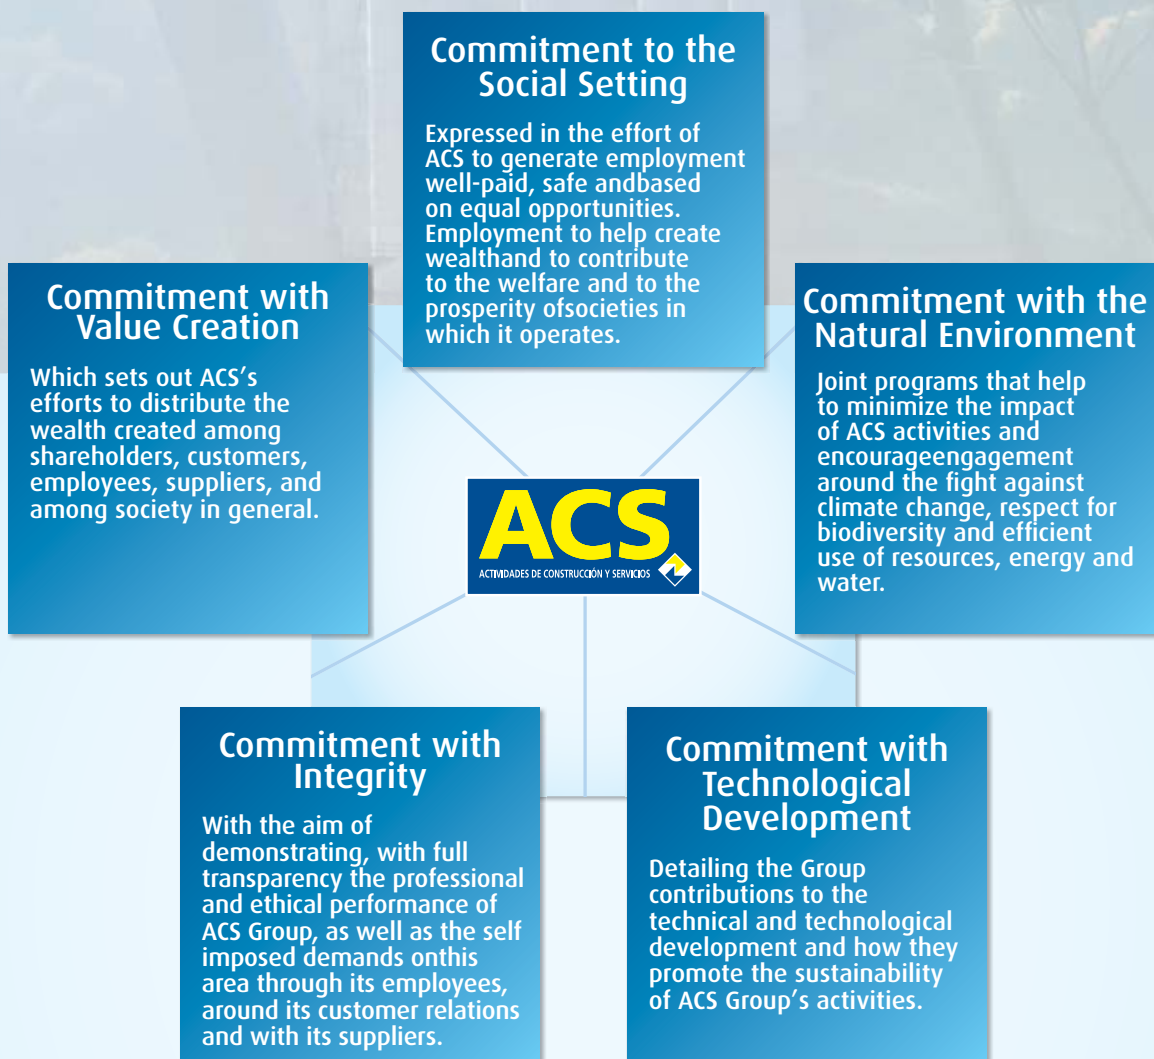 Commitment to the
Social Setting
Expressed in the effort of
ACS to generate employment
well-paid, safe andbased
on equal opportunities.
Employment to help create
wealthand to contribute
to the welfare and to the
prosperity ofsocieties in
which it operates.
Commitment with
Value Creation
Which sets out ACS’s
efforts to distribute the
wealth created among
shareholders, customers,
employees, suppliers, and
among society in general.
Commitment with the
Natural Environment
Joint programs that help
to minimize the impact
of ACS activities and
encourageengagement
around the fight against
climate change, respect for
biodiversity and efficient
use of resources, energy and
water.
ACS
ACTIVIDADES DE CONSTRUCCIÓN Y SERVICIOS
Commitment with
Integrity
With the aim of
demonstrating, with full
transparency the professional
and ethical performance of
ACS Group, as well as the self
imposed demands onthis
area through its employees,
around its customer relations
and with its suppliers.
Commitment with
Technological
Development
Detailing the Group
contributions to the
technical and technological
development and how they
promote the sustainability
of ACS Group’s activities.